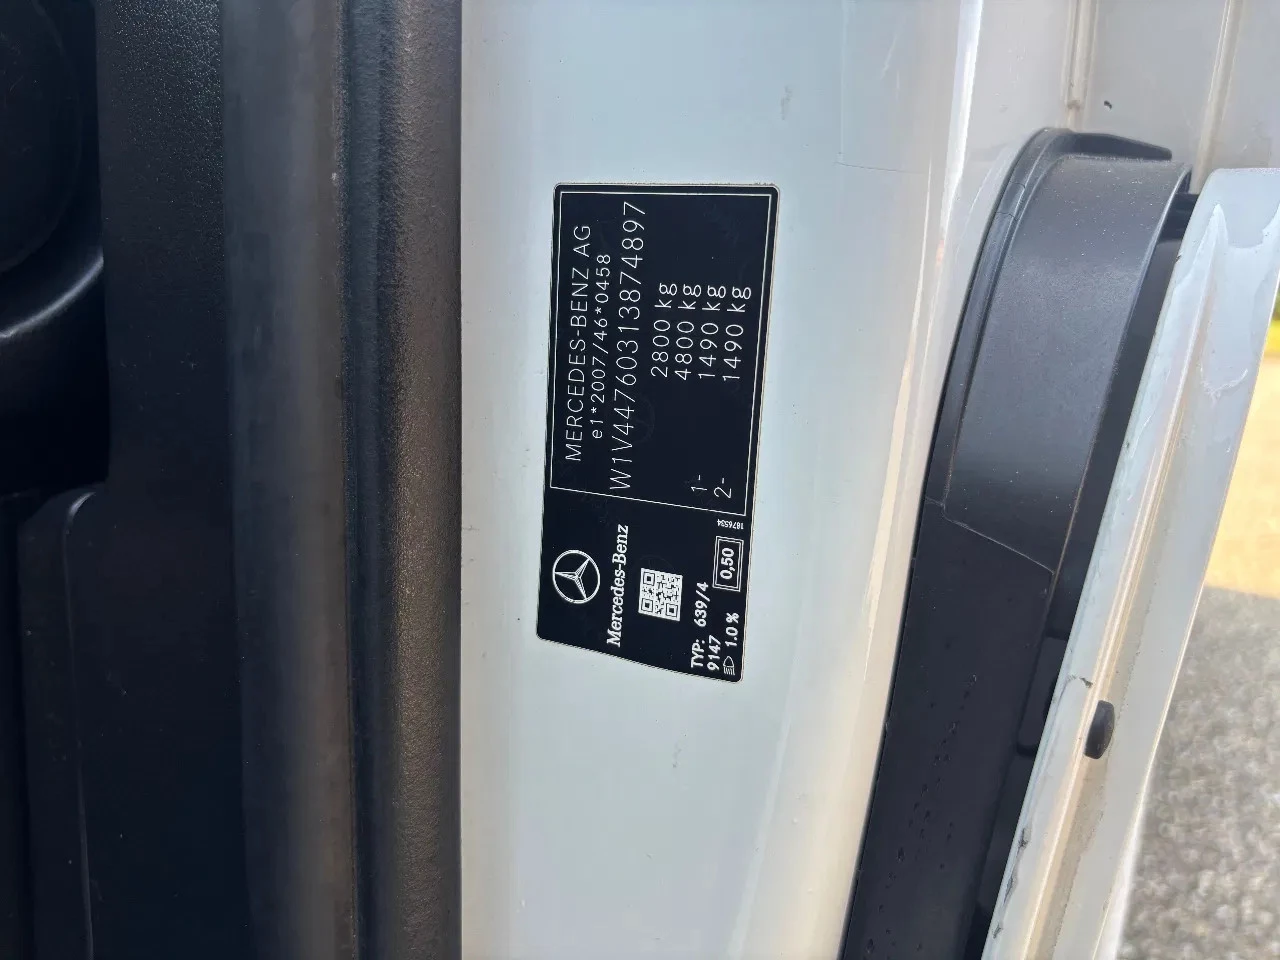 MERCEDES-BENZ AG
e1*2007/46*0458
W1V44760313874897
2800 kg
4800 kg
1- 1490 kg
2- 1490 kg
Mercedes-Benz
TYP: 639/4
9147
1.0 %
0,50
1876534